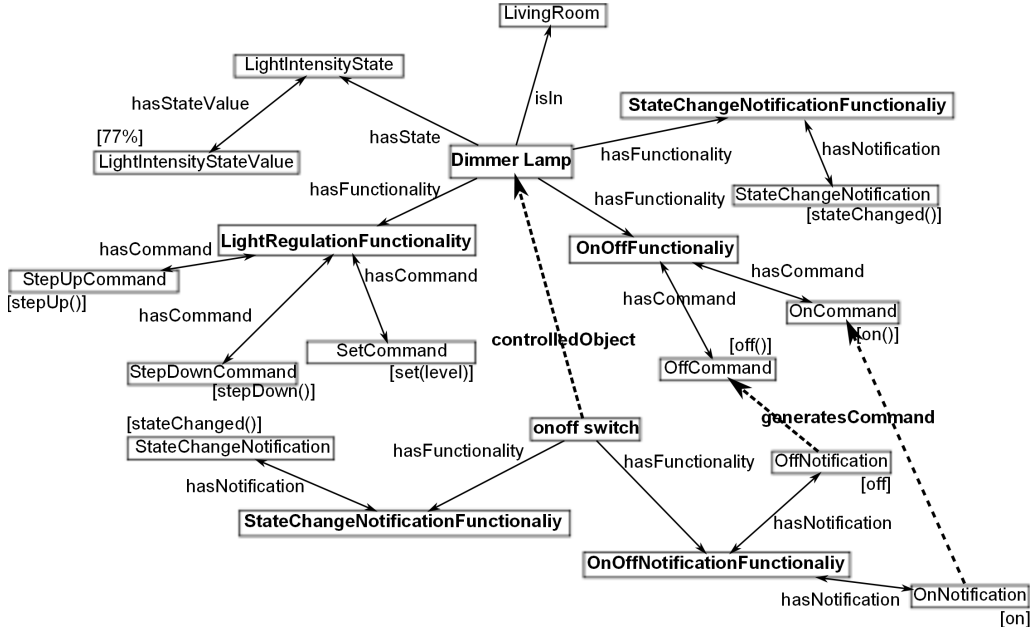 LivingRoom
LightIntensityState
hasStateValue
isIn
StateChangeNotificationFunctionaliy
[77%]
hasState
LightIntensityStateValue
Dimmer Lamp
hasFunctionality
hasNotification
hasFunctionality
hasFunctionality
StateChangeNotification
[stateChanged()]
LightRegulationFunctionality
OnOffFunctionaliy
hasCommand
hasCommand
hasCommand
StepUpCommand
[stepUp()]
hasCommand
hasCommand
OnCommand
[on()]
controlledObject
SetCommand
[set(level)]
[off()]
OffCommand
StepDownCommand
[stepDown()]
generatesCommand
[stateChanged()]
StateChangeNotification
onoff switch
hasFunctionality
hasFunctionality
OffNotification
[off]
hasNotification
StateChangeNotificationFunctionaliy
hasNotification
OnOffNotificationFunctionaliy
hasNotification
OnNotification
[on]